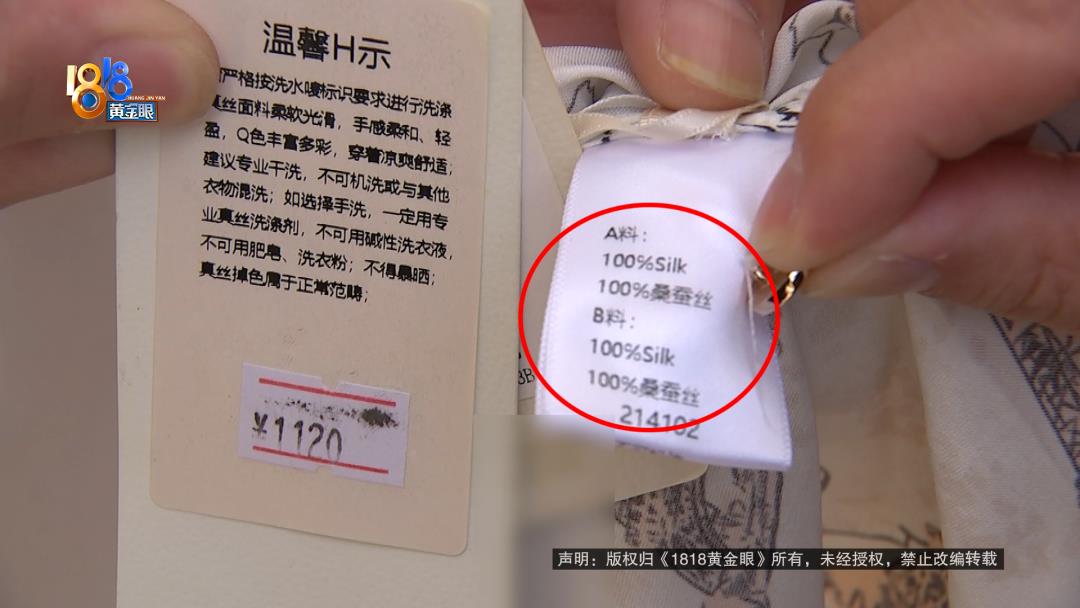 1818
HUANG JIN YAN
黄金眼
温馨H示
严格按洗水唛标识要求进行洗涤
真丝面料柔软光滑，手感柔和、轻
盈，Q色丰富多彩，穿着凉爽舒适；
建议专业干洗，不可机洗或与其他
衣物混洗；如选择手洗，一定用专
业真丝洗涤剂，不可用碱性洗衣液，
不可用肥皂、洗衣粉；不得暴晒；
真丝掉色属于正常范畴；
¥1120
A料：
100%Silk
100%桑蚕丝
B料：
100%Silk
100%桑蚕丝
214102
声明：版权归《1818黄金眼》所有，未经授权，禁止改编转载